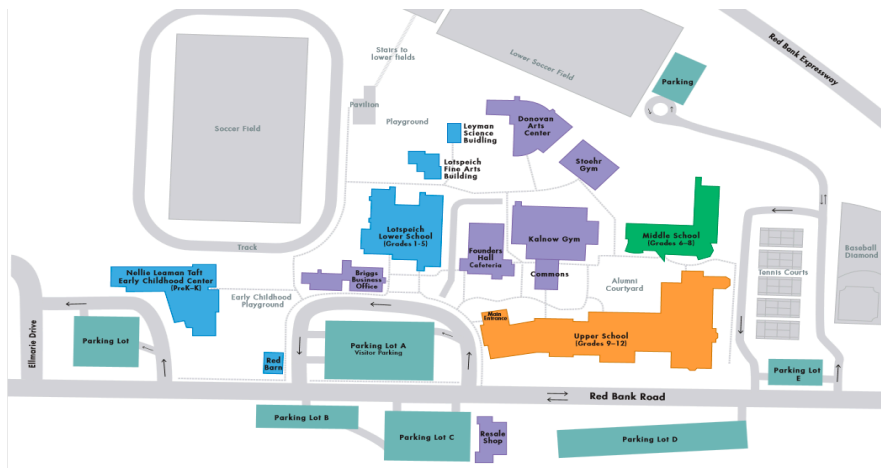 Stairs to
lower fields
Lower Soccer Field
Red Bank Expressway
Parking
Pavilion
Playground
Soccer Field
Leyman
Science
Buidling
Donovan
Arts
Center
Lotspeich
Fine Arts
Building
Stoehr
Gym
Lotspeich
Lower School
(Grades 1-5)
Founders
Hall
Cafeteria
Kalnow Gym
Commons
Middle School
(Grades 6-8)
Track
Nellie Leaman Taft
Early Childhood Center
(PreK-K)
Briggs
Business
Office
Early Childhood
Playground
Alumni
Courtyard
Tennis Courts
Baseball
Diamond
Main
Entrance
Upper School
(Grades 9-12)
Ellmarie Drive
Parking Lot
Parking Lot A
Visitor Parking
Red
Barn
Parking Lot
E
Red Bank Road
Parking Lot B
Parking Lot C
Resale
Shop
Parking Lot D